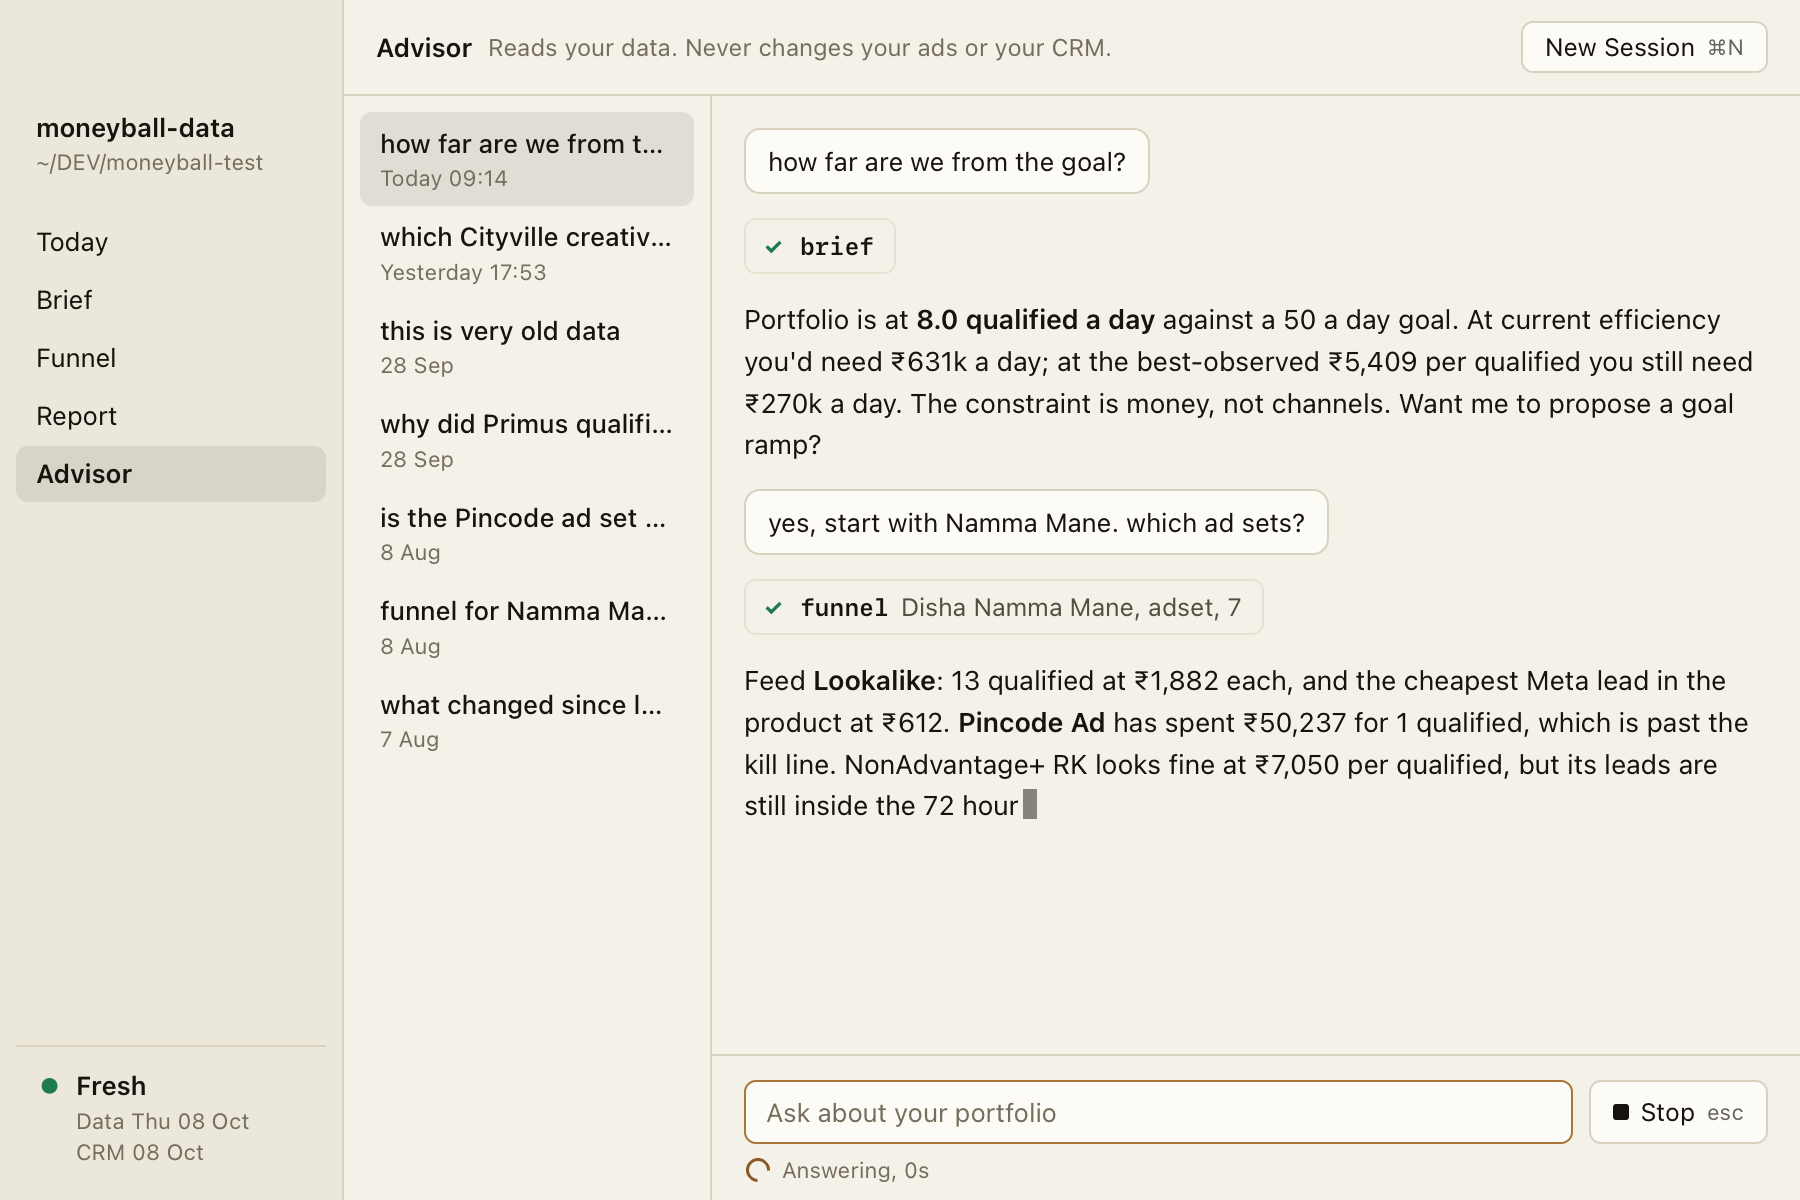 moneyball-data
~/DEV/moneyball-test
Today
Brief
Funnel
Report
Advisor
Fresh
Data Thu 08 Oct
CRM 08 Oct
Advisor Reads your data. Never changes your ads or your CRM.
New Session ⌘N
how far are we from t...
Today 09:14
which Cityville creativ...
Yesterday 17:53
this is very old data
28 Sep
why did Primus qualifi...
28 Sep
is the Pincode ad set ...
8 Aug
funnel for Namma Ma...
8 Aug
what changed since l...
7 Aug
how far are we from the goal?
✓ brief
Portfolio is at 8.0 qualified a day against a 50 a day goal. At current efficiency
you'd need ₹631k a day; at the best-observed ₹5,409 per qualified you still need
₹270k a day. The constraint is money, not channels. Want me to propose a goal
ramp?
yes, start with Namma Mane. which ad sets?
✓ funnel Disha Namma Mane, adset, 7
Feed Lookalike: 13 qualified at ₹1,882 each, and the cheapest Meta lead in the
product at ₹612. Pincode Ad has spent ₹50,237 for 1 qualified, which is past the
kill line. NonAdvantage+ RK looks fine at ₹7,050 per qualified, but its leads are
still inside the 72 hour
Ask about your portfolio
Stop esc
Answering, 0s